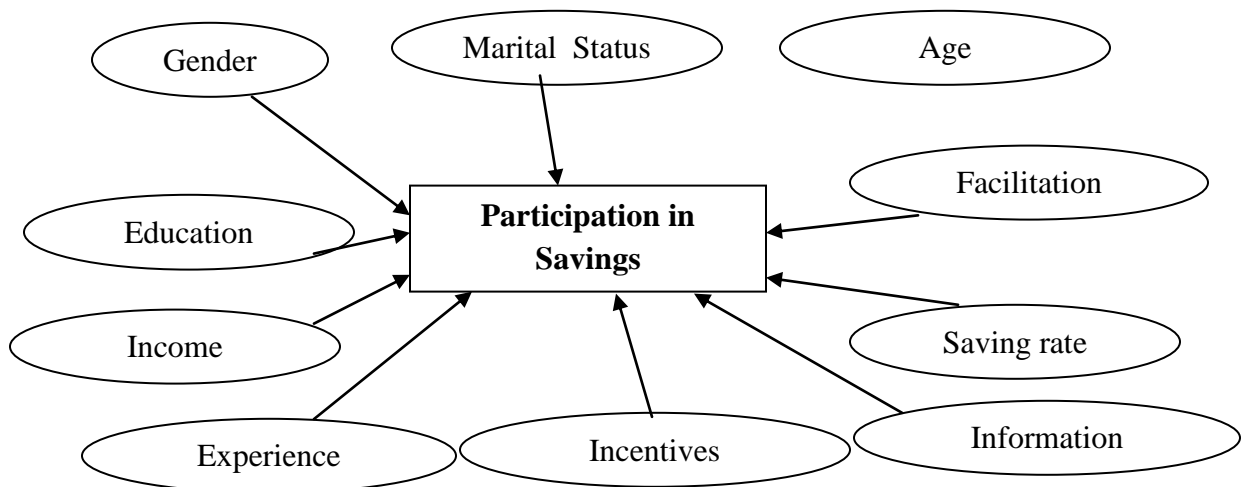 Gender
Marital Status
Age
Facilitation
Participation in
Savings
Education
Income
Saving rate
Experience
Incentives
Information